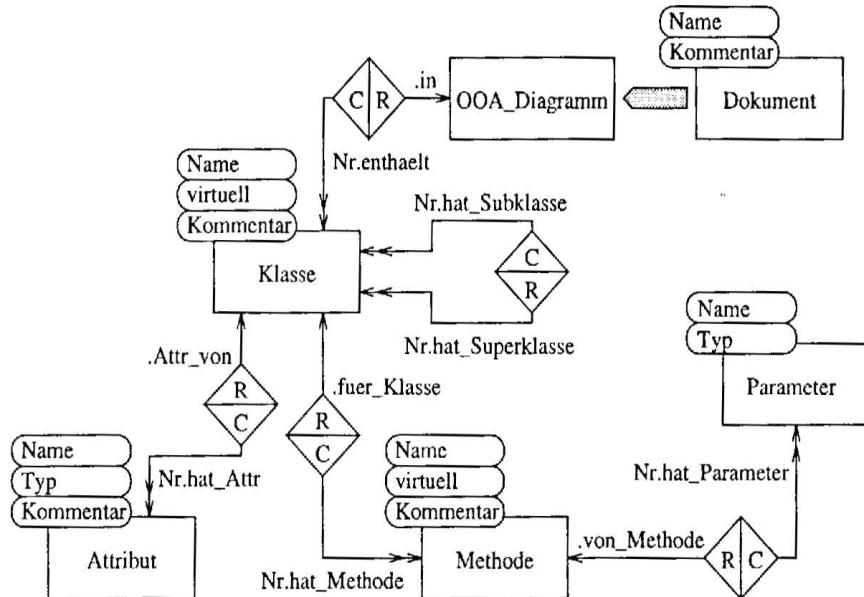 Name
Kommentar
Dokument
.in
OOA_Diagramm
C R
Nr.enthaelt
Name
virtuell
Kommentar
Klasse
Nr.hat_Subklasse
C
R
Nr.hat_Superklasse
Name
Typ
Parameter
.Attr_von
R
C
.fuer_Klasse
R
C
Name
Typ
Kommentar
Attribut
Nr.hat_Attr
Name
virtuell
Kommentar
Methode
Nr.hat_Methode
.von_Methode
R C
Nr.hat_Parameter